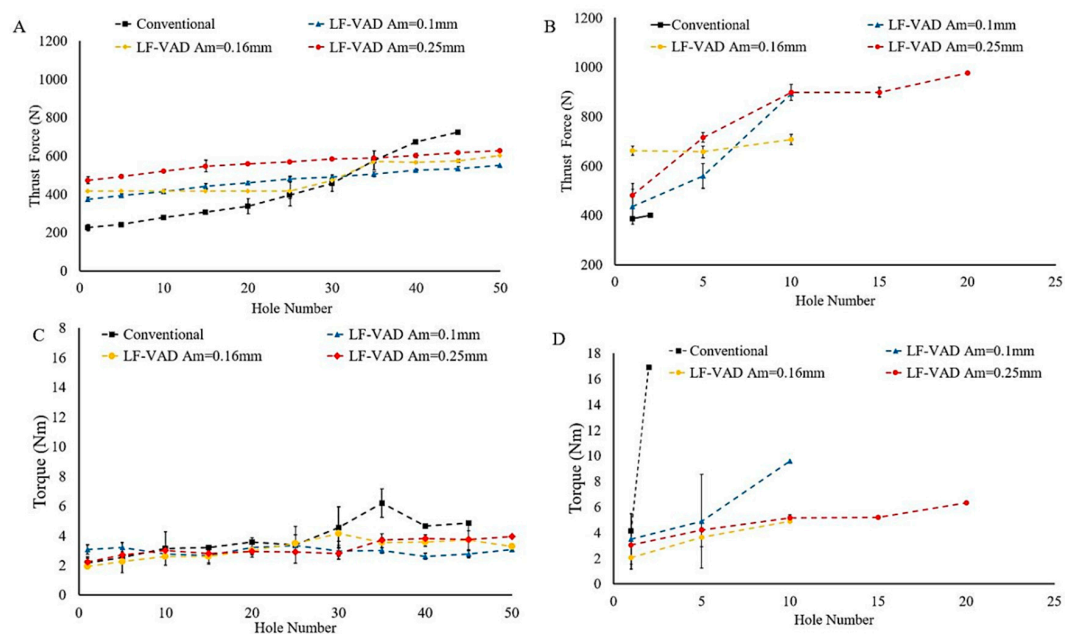 A
Conventional
LF-VAD Am=0.1mm
LF-VAD Am=0.16mm
LF-VAD Am=0.25mm
1200
1000
800
600
400
200
0
Thrust Force (N)
0 10 20 30 40 50
Hole Number
B
Conventional
LF-VAD Am=0.1mm
LF-VAD Am=0.16mm
LF-VAD Am=0.25mm
1200
1000
800
600
400
200
Thrust Force (N)
0 5 10 15 20 25
Hole Number
C
Conventional
LF-VAD Am=0.1mm
LF-VAD Am=0.16mm
LF-VAD Am=0.25mm
8
16
14
12
10
8
6
4
2
0
Torque (Nm)
0 10 20 30 40 50
Hole Number
D
Conventional
LF-VAD Am=0.1mm
LF-VAD Am=0.16mm
LF-VAD Am=0.25mm
18
16
14
12
10
8
6
4
2
0
Torque (Nm)
0 5 10 15 20 25
Hole Number